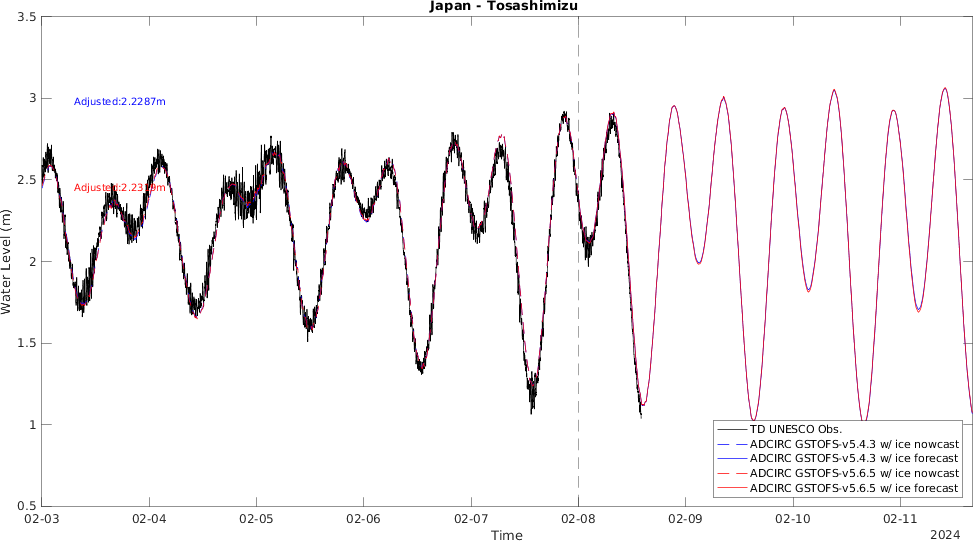 Japan - Tosashimizu
3.5
3
2.5
2
1.5
1
0.5
Water Level (m)
Adjusted:2.2287m
Adjusted:2.2319m
TD UNESCO Obs.
ADCIRC GSTOFS-v5.4.3 w/ ice nowcast
ADCIRC GSTOFS-v5.4.3 w/ ice forecast
ADCIRC GSTOFS-v5.6.5 w/ ice nowcast
ADCIRC GSTOFS-v5.6.5 w/ ice forecast
02-03 02-04 02-05 02-06 02-07 02-08 02-09 02-10 02-11
Time
2024